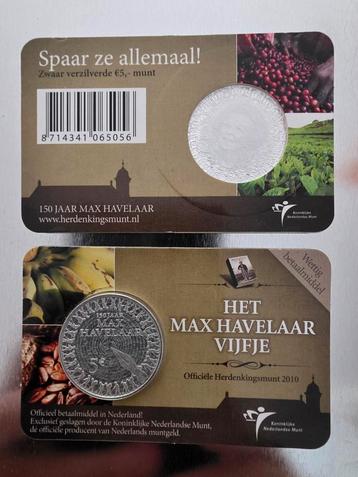 Spaar ze allemaal!
Zwaar verzilverde €5,- munt
8 714341 065056
150 JAAR MAX HAVELAAR
www.herdenkingsmunt.nl
Koninklijke
Nederlandse Munt
Wettig
betaalmiddel
150 JAAR
MAX
HAVELAAR
5€
HET
MAX HAVELAAR
VIJFJE
Officiële Herdenkingsmunt 2010
Officieel betaalmiddel in Nederland!
Exclusief geslagen door de Koninklijke Nederlandse Munt,
de officiële producent van Nederlands muntgeld.
Koninklijke
Nederlandse Munt